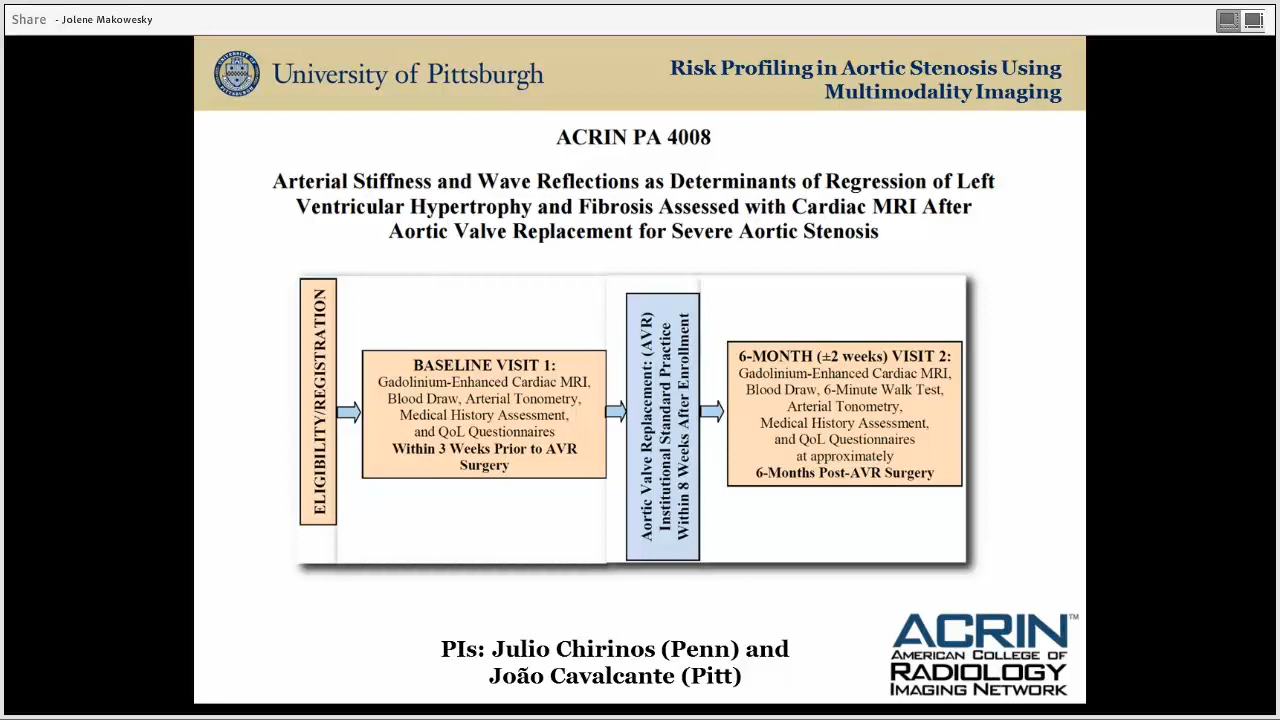 Share - Jolene Makowesky
University of Pittsburgh
Risk Profiling in Aortic Stenosis Using
Multimodality Imaging
ACRIN PA 4008
Arterial Stiffness and Wave Reflections as Determinants of Regression of Left
Ventricular Hypertrophy and Fibrosis Assessed with Cardiac MRI After
Aortic Valve Replacement for Severe Aortic Stenosis
ELIGIBILITY/REGISTRATION
BASELINE VISIT 1:
Gadolinium-Enhanced Cardiac MRI,
Blood Draw, Arterial Tonometry,
Medical History Assessment,
and QoL Questionnaires
Within 3 Weeks Prior to AVR
Surgery
Aortic Valve Replacement: (AVR)
Institutional Standard Practice
Within 8 Weeks After Enrollment
6-MONTH (±2 weeks) VISIT 2:
Gadolinium-Enhanced Cardiac MRI,
Blood Draw, 6-Minute Walk Test,
Arterial Tonometry,
Medical History Assessment,
and QoL Questionnaires
at approximately
6-Months Post-AVR Surgery
PIs: Julio Chirinos (Penn) and
João Cavalcante (Pitt)
ACRIN™
AMERICAN COLLEGE OF
RADIOLOGY
IMAGING NETWORK